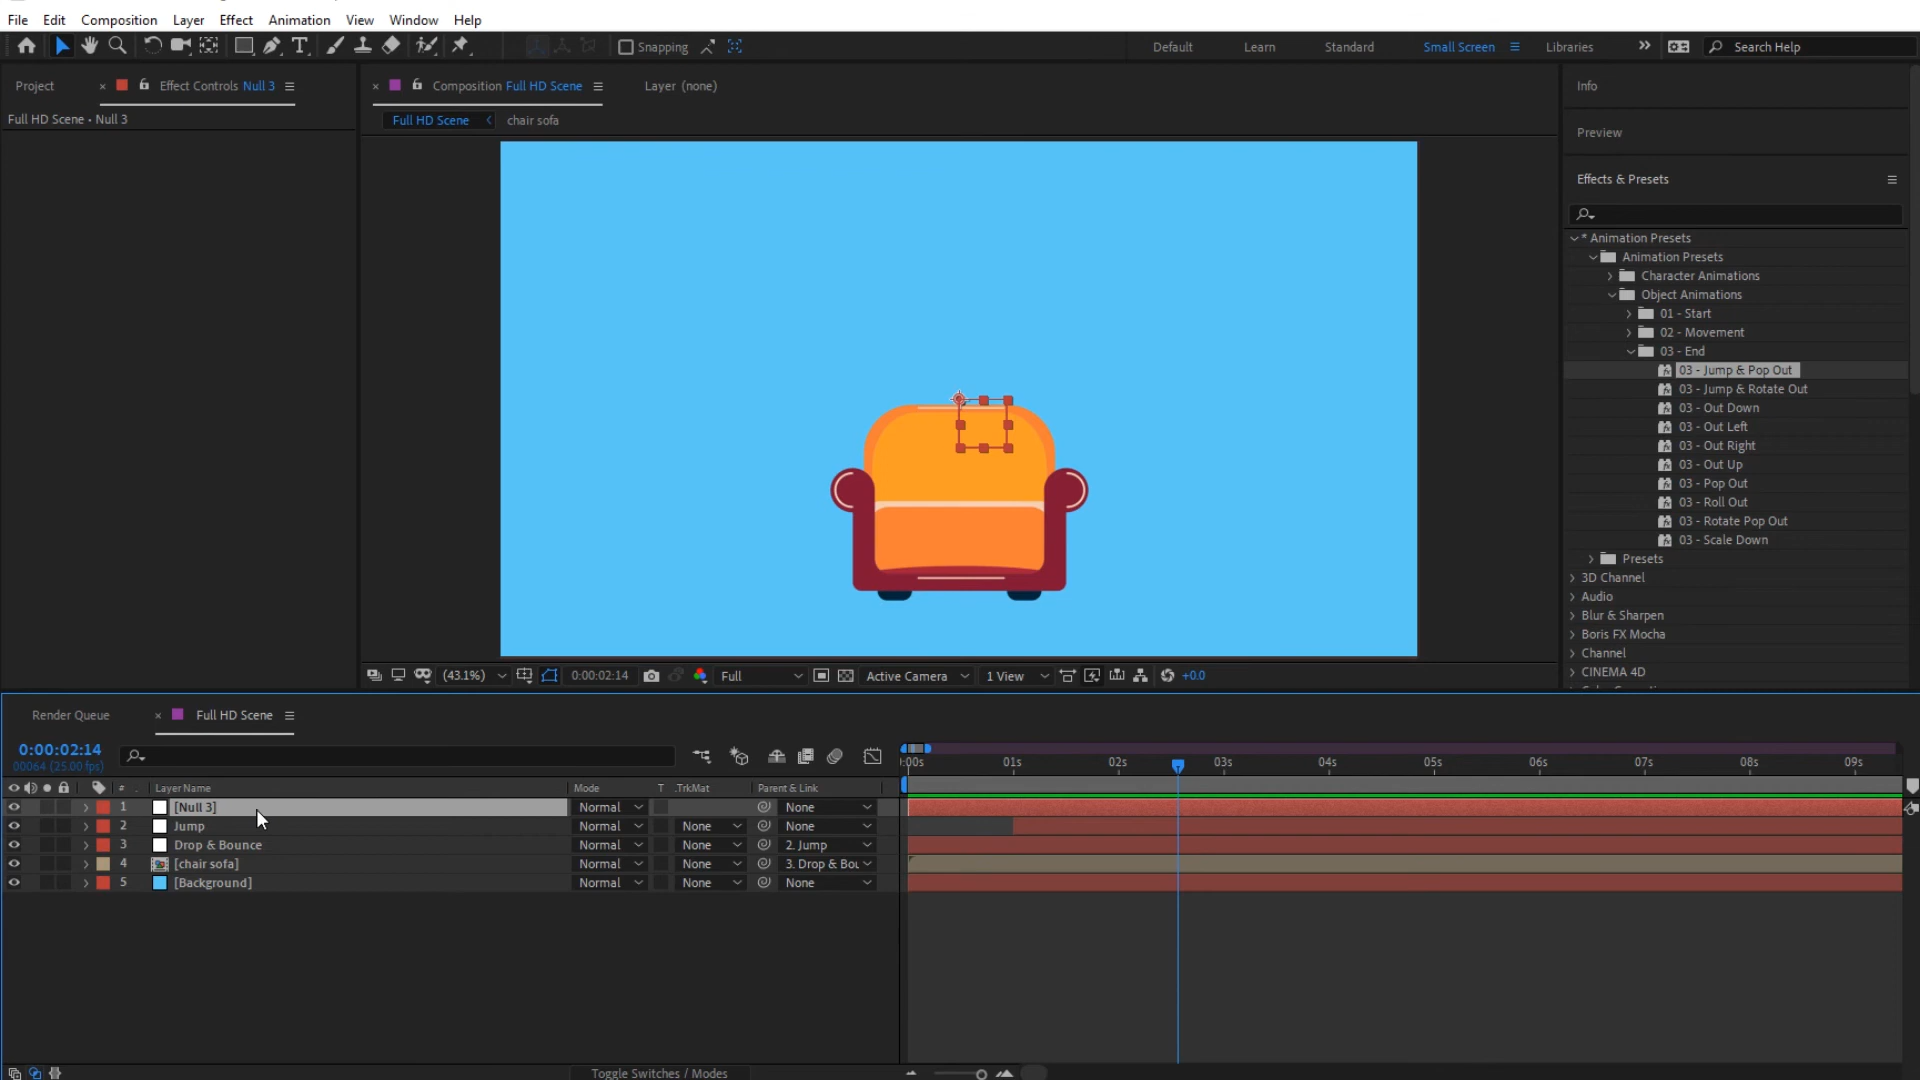 File Edit Composition Layer Effect Animation View Window Help
Snapping Default Learn Standard Small Screen Libraries Search Help
Project Effect Controls Null 3 Composition Full HD Scene Layer (none) Info
Full HD Scene • Null 3 Full HD Scene chair sofa
Preview
Effects & Presets
* Animation Presets
Animation Presets
Character Animations
Object Animations
01 - Start
02 - Movement
03 - End
03 - Jump & Pop Out
03 - Jump & Rotate Out
03 - Out Down
03 - Out Left
03 - Out Right
03 - Out Up
03 - Pop Out
03 - Roll Out
03 - Rotate Pop Out
03 - Scale Down
Presets
3D Channel
Audio
Blur & Sharpen
Boris FX Mocha
Channel
CINEMA 4D
(43.1%) 0:00:02:14 Full Active Camera 1 View +0.0
Render Queue Full HD Scene
0:00:02:14
00064 (25.00 fps)
:00s 01s 02s 03s 04s 05s 06s 07s 08s 09s
# Layer Name Mode T .TrkMat Parent & Link
1 [Null 3] Normal None
2 Jump Normal None None
3 Drop & Bounce Normal None 2. Jump
4 [chair sofa] Normal None 3. Drop & Bou
5 [Background] Normal None None
Toggle Switches / Modes